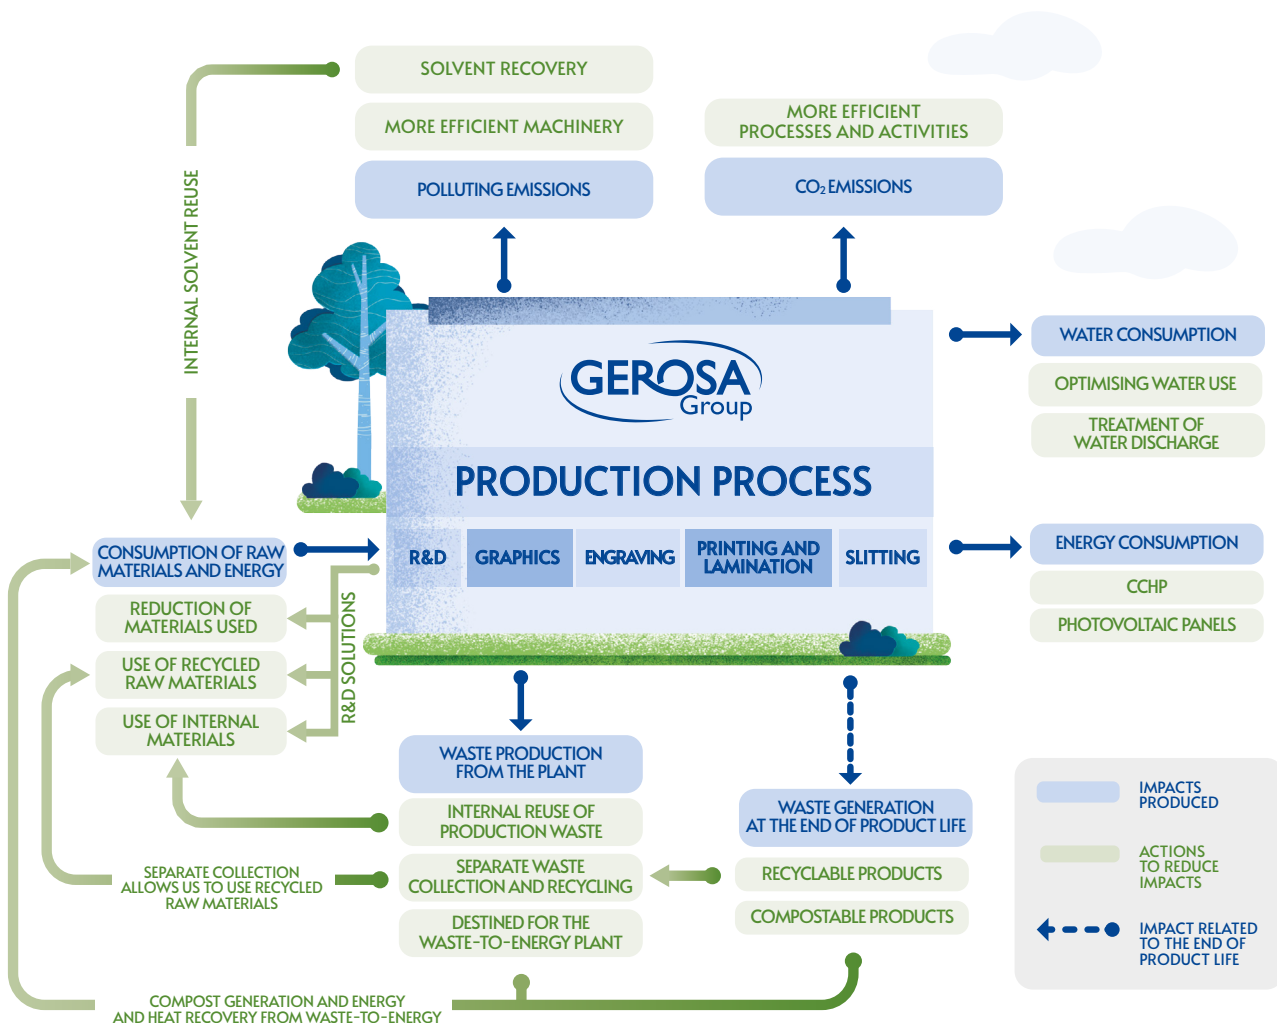 SOLVENT RECOVERY
MORE EFFICIENT MACHINERY
POLLUTING EMISSIONS
MORE EFFICIENT
PROCESSES AND ACTIVITIES
CO₂ EMISSIONS
INTERNAL SOLVENT REUSE
GEROSA
Group
PRODUCTION PROCESS
R&D
GRAPHICS
ENGRAVING
PRINTING AND
LAMINATION
SLITTING
WATER CONSUMPTION
OPTIMISING WATER USE
TREATMENT OF
WATER DISCHARGE
ENERGY CONSUMPTION
CCHP
PHOTOVOLTAIC PANELS
CONSUMPTION OF RAW
MATERIALS AND ENERGY
REDUCTION OF
MATERIALS USED
USE OF RECYCLED
RAW MATERIALS
USE OF INTERNAL
MATERIALS
R&D SOLUTIONS
WASTE PRODUCTION
FROM THE PLANT
INTERNAL REUSE OF
PRODUCTION WASTE
SEPARATE WASTE
COLLECTION AND RECYCLING
DESTINED FOR THE
WASTE-TO-ENERGY PLANT
WASTE GENERATION
AT THE END OF PRODUCT LIFE
RECYCLABLE PRODUCTS
COMPOSTABLE PRODUCTS
SEPARATE COLLECTION
ALLOWS US TO USE RECYCLED
RAW MATERIALS
COMPOST GENERATION AND ENERGY
AND HEAT RECOVERY FROM WASTE-TO-ENERGY
IMPACTS
PRODUCED
ACTIONS
TO REDUCE
IMPACTS
IMPACT RELATED
TO THE END OF
PRODUCT LIFE